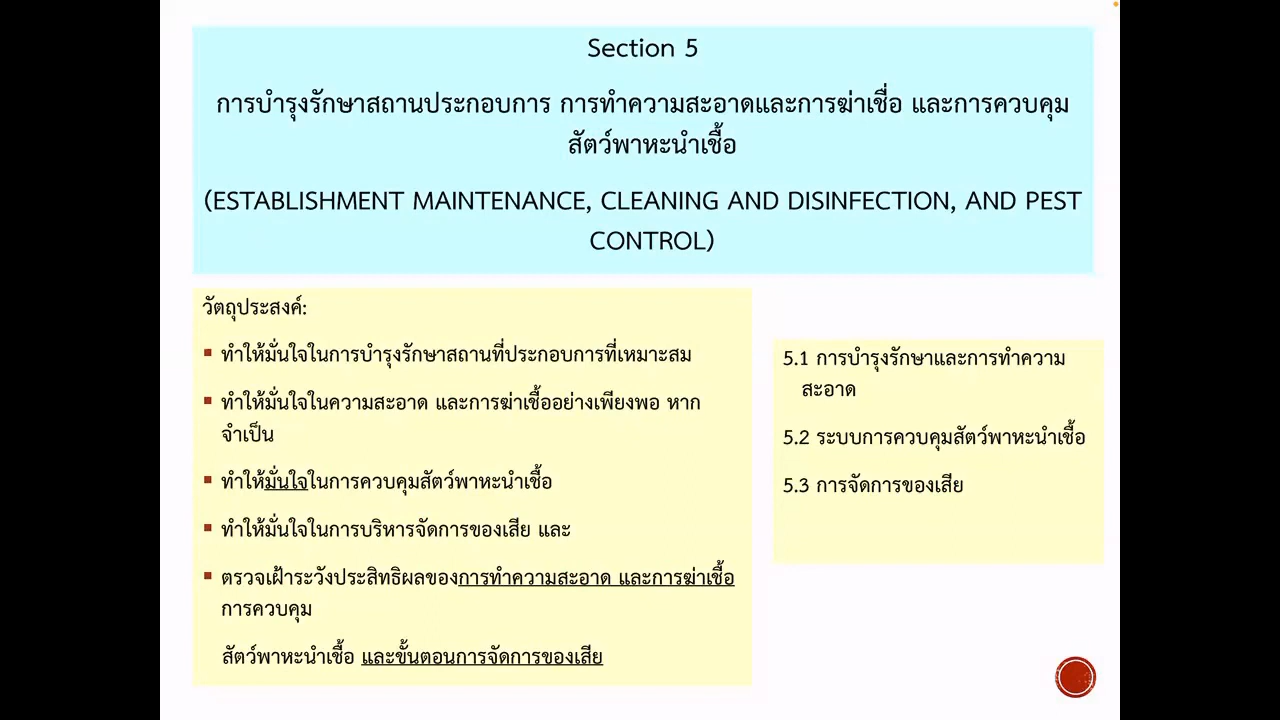 Section 5
การบำรุงรักษาสถานประกอบการ การทำความสะอาดและการฆ่าเชื่อ และการควบคุม
สัตว์พาหะนำเชื้อ
(ESTABLISHMENT MAINTENANCE, CLEANING AND DISINFECTION, AND PEST
CONTROL)
วัตถุประสงค์:
▪ ทำให้มั่นใจในการบำรุงรักษาสถานที่ประกอบการที่เหมาะสม
▪ ทำให้มั่นใจในความสะอาด และการฆ่าเชื้ออย่างเพียงพอ หาก
จำเป็น
▪ ทำให้มั่นใจในการควบคุมสัตว์พาหะนำเชื้อ
▪ ทำให้มั่นใจในการบริหารจัดการของเสีย และ
▪ ตรวจเฝ้าระวังประสิทธิผลของการทำความสะอาด และการฆ่าเชื้อ
การควบคุม
สัตว์พาหะนำเชื้อ และขั้นตอนการจัดการของเสีย
5.1 การบำรุงรักษาและการทำความ
สะอาด
5.2 ระบบการควบคุมสัตว์พาหะนำเชื้อ
5.3 การจัดการของเสีย